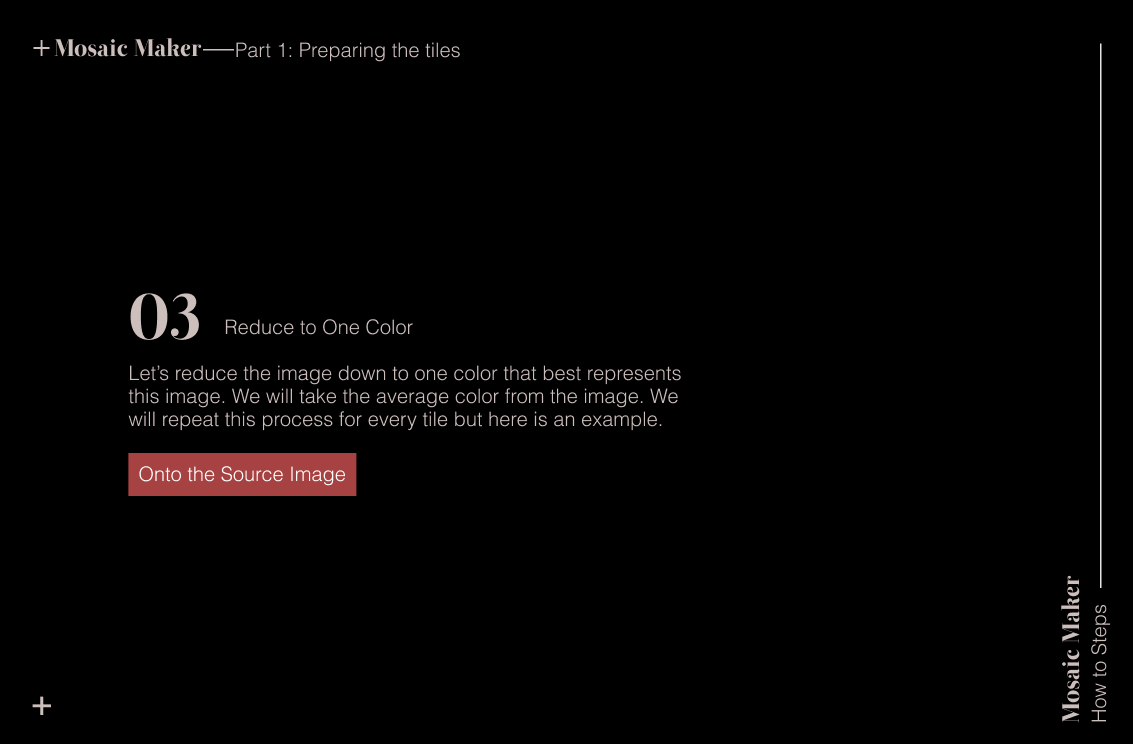 + Mosaic Maker—Part 1: Preparing the tiles
03 Reduce to One Color
Let’s reduce the image down to one color that best represents
this image. We will take the average color from the image. We
will repeat this process for every tile but here is an example.
Onto the Source Image
Mosaic Maker
How to Steps
+